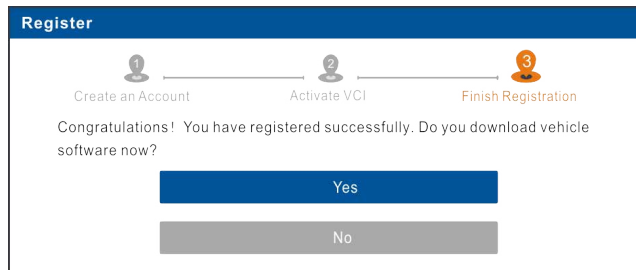 Register
1 2 3
Create an Account Activate VCI Finish Registration
Congratulations! You have registered successfully. Do you download vehicle
software now?
Yes
No